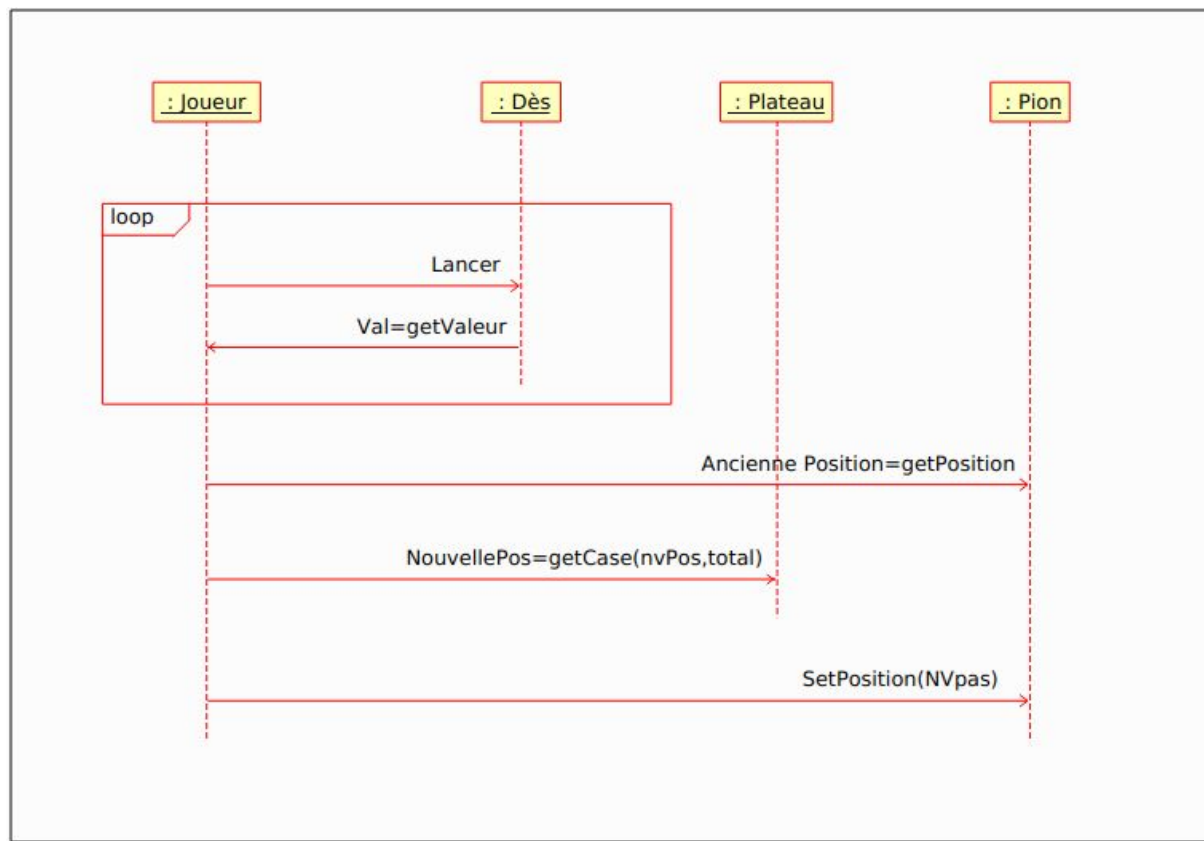 : Joueur
: Dès
: Plateau
: Pion
loop
Lancer
Val=getValeur
Ancienne Position=getPosition
NouvellePos=getCase(nvPos,total)
SetPosition(NVpas)